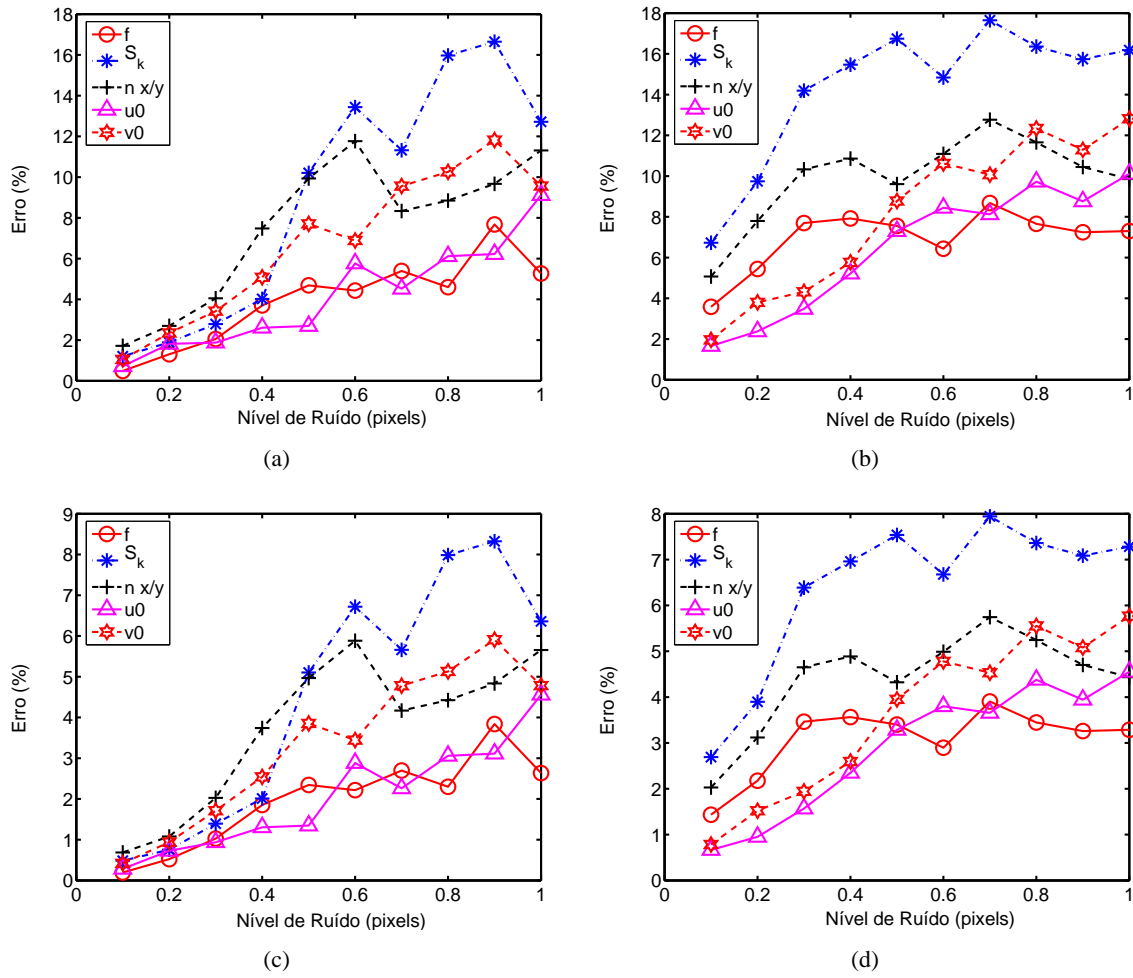 18
16
14
12
10
8
6
4
2
0
Erro (%)
f
S_k
n x/y
u0
v0
0 0.2 0.4 0.6 0.8 1
Nível de Ruído (pixels)
(a)
18
16
14
12
10
8
6
4
2
0
Erro (%)
f
S_k
n x/y
u0
v0
0 0.2 0.4 0.6 0.8 1
Nível de Ruído (pixels)
(b)
9
8
7
6
5
4
3
2
1
0
Erro (%)
f
S_k
n x/y
u0
v0
0 0.2 0.4 0.6 0.8 1
Nível de Ruído (pixels)
(c)
8
7
6
5
4
3
2
1
0
Erro (%)
f
S_k
n x/y
u0
v0
0 0.2 0.4 0.6 0.8 1
Nível de Ruído (pixels)
(d)